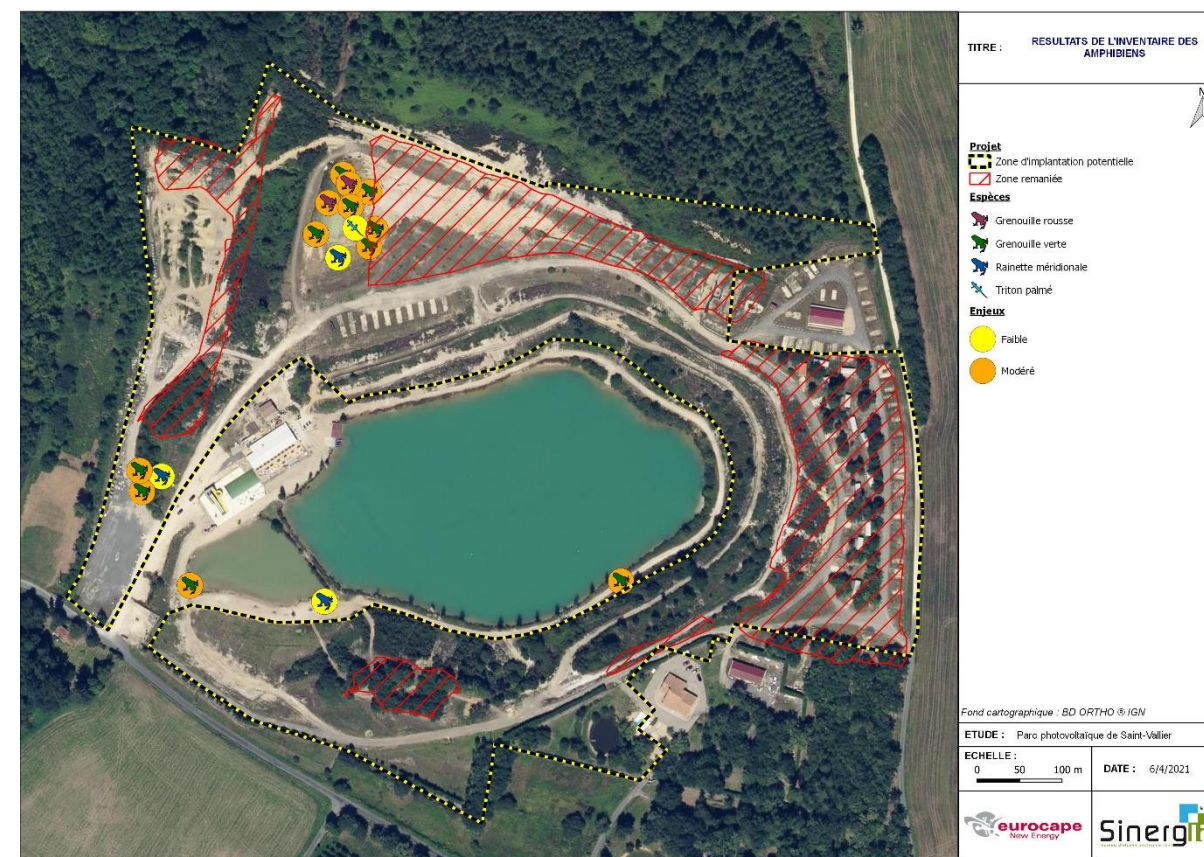 TITRE :
RESULTATS DE L'INVENTAIRE DES
AMPHIBIENS
N
Projet
Zone d'implantation potentielle
Zone remaniée
Espèces
Grenouille rousse
Grenouille verte
Rainette méridionale
Triton palmé
Enjeux
Faible
Modéré
Fond cartographique : BD ORTHO ® IGN
ETUDE : Parc photovoltaïque de Saint-Vallier
ECHELLE :
0 50 100 m
DATE : 6/4/2021
eurocape
New Energy
Sinergi